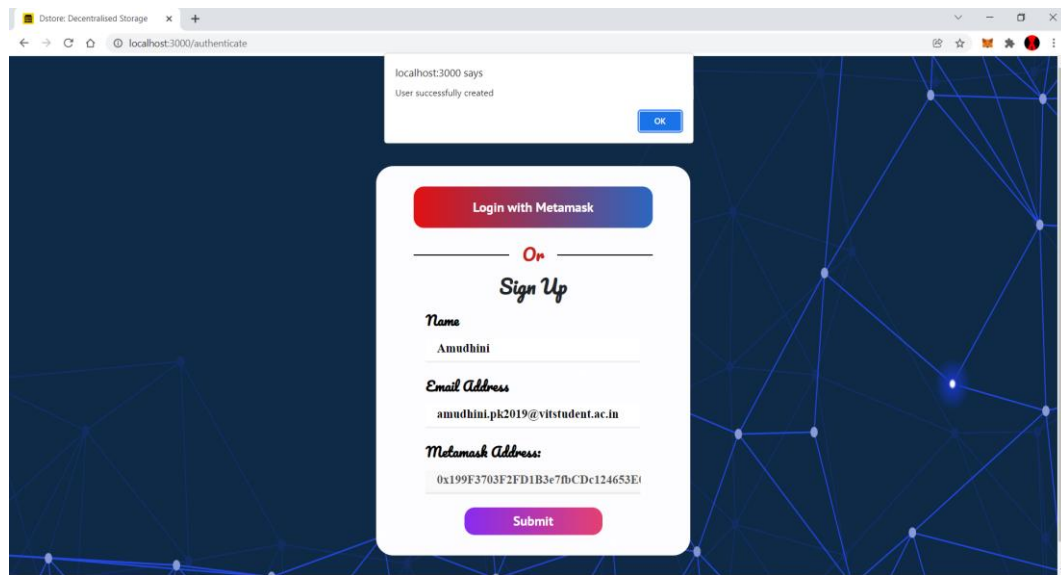 Dstore: Decentralised Storage
localhost:3000/authenticate
localhost:3000 says
User successfully created
OK
Login with Metamask
Or
Sign Up
Name
Amudhini
Email Address
amudhini.pk2019@vitstudent.ac.in
Metamask Address:
0x199F3703F2FD1B3e7fbCDc124653E
Submit